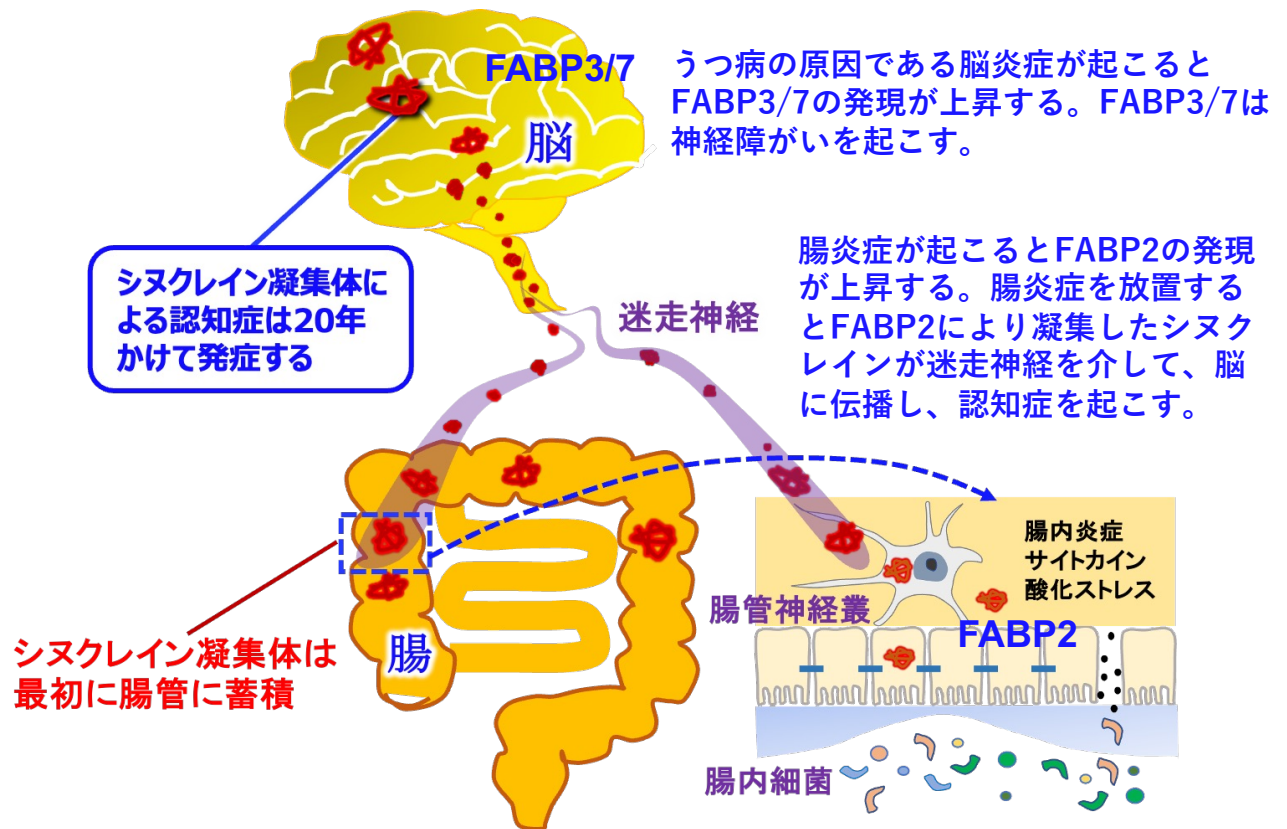 FABP3/7
うつ病の原因である脳炎症が起こると
FABP3/7の発現が上昇する。FABP3/7は
神経障がいを起こす。
脳
シヌクレイン凝集体に
よる認知症は20年
かけて発症する
迷走神経
腸炎症が起こるとFABP2の発現
が上昇する。腸炎症を放置する
とFABP2により凝集したシヌク
レインが迷走神経を介して、脳
に伝播し、認知症を起こす。
腸内炎症
サイトカイン
酸化ストレス
腸管神経叢
FABP2
シヌクレイン凝集体は
最初に腸管に蓄積
腸
腸内細菌